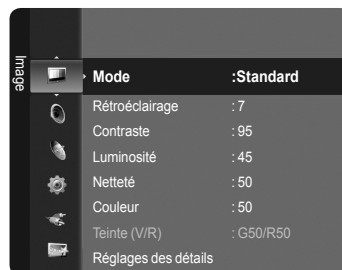 Image
Mode :Standard
Rétroéclairage : 7
Contraste : 95
Luminosité : 45
Netteté : 50
Couleur : 50
Teinte (V/R) : G50/R50
Réglages des détails